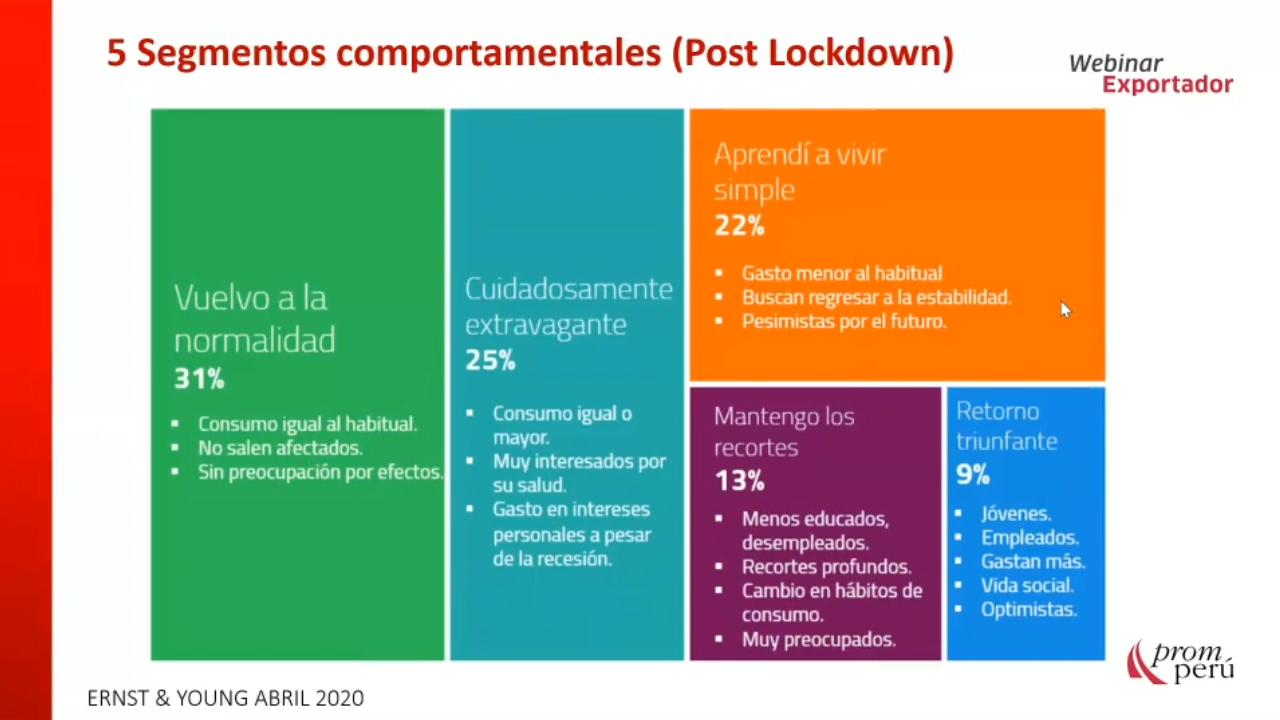 5 Segmentos comportamentales (Post Lockdown)
Webinar
Exportador
Vuelvo a la
normalidad
31%
▪ Consumo igual al habitual.
▪ No salen afectados.
▪ Sin preocupación por efectos.
Cuidadosamente
extravagante
25%
▪ Consumo igual o
mayor.
▪ Muy interesados por
su salud.
▪ Gasto en intereses
personales a pesar
de la recesión.
Aprendí a vivir
simple
22%
▪ Gasto menor al habitual
▪ Buscan regresar a la estabilidad.
▪ Pesimistas por el futuro.
Mantengo los
recortes
13%
▪ Menos educados,
desempleados.
▪ Recortes profundos.
▪ Cambio en hábitos de
consumo.
▪ Muy preocupados.
Retorno
triunfante
9%
▪ Jóvenes.
▪ Empleados.
▪ Gastan más.
▪ Vida social.
▪ Optimistas.
prom
perú
ERNST & YOUNG ABRIL 2020